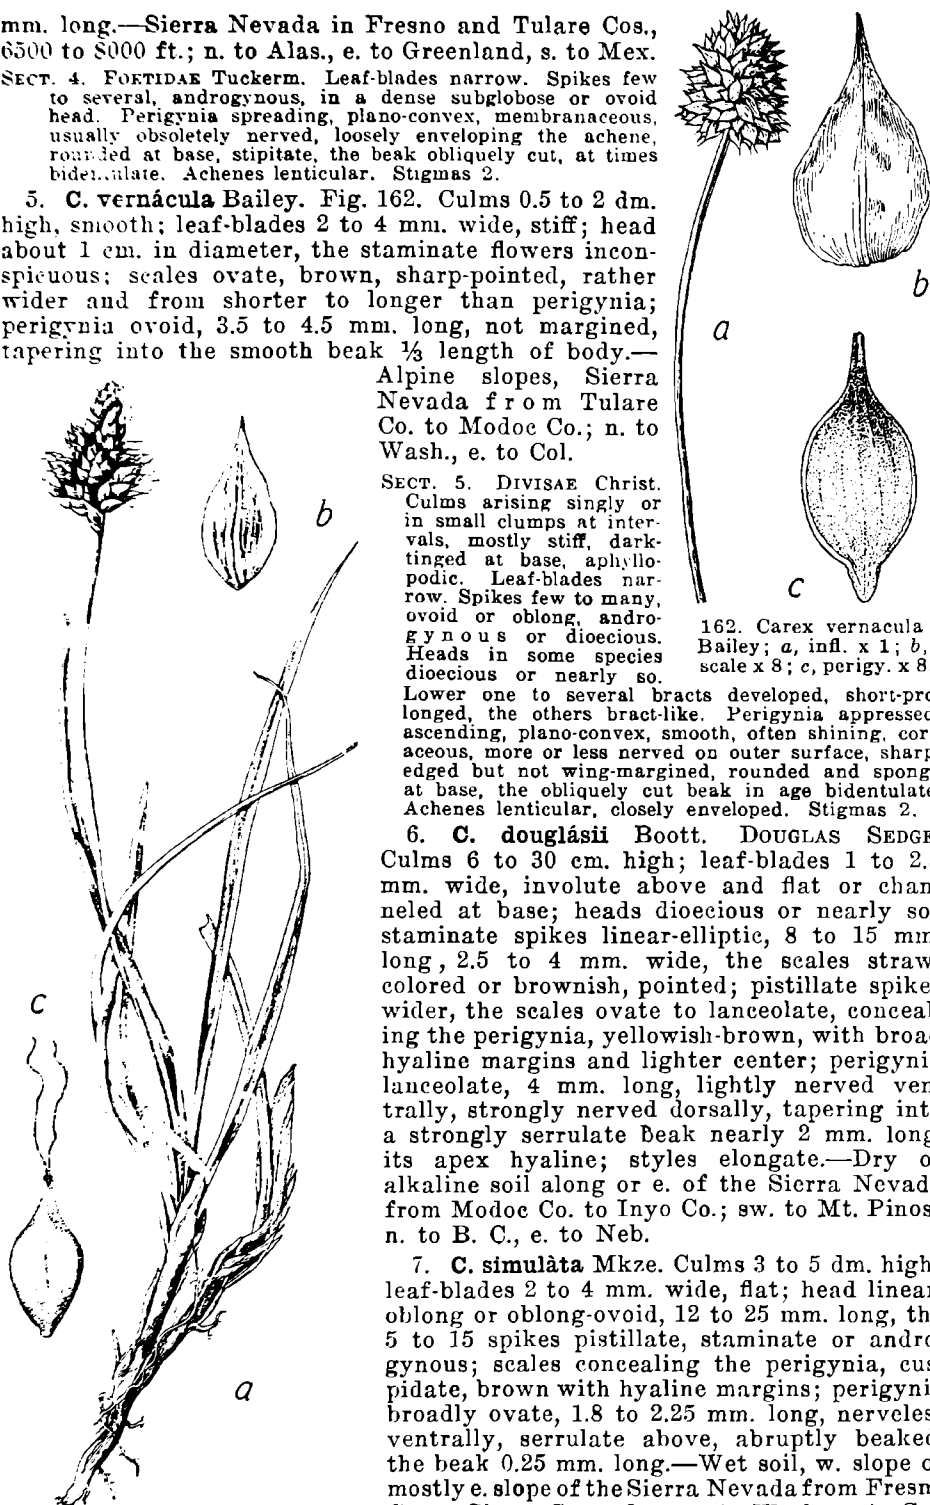 mm. long.—Sierra Nevada in Fresno and Tulare Cos.,
6500 to 8000 ft.; n. to Alas., e. to Greenland, s. to Mex.
SECT. 4. FOETIDAE Tuckerm. Leaf-blades narrow. Spikes few
to several, androgynous, in a dense subglobose or ovoid
head. Perigynia spreading, plano-convex, membranaceous,
usually obsoletely nerved, loosely enveloping the achene,
rounded at base, stipitate, the beak obliquely cut, at times
Achenes lenticular. Stigmas 2.
5. C. vernácula Bailey. Fig. 162. Culms 0.5 to 2 dm.
high, smooth; leaf-blades 2 to 4 mm. wide, stiff; head
about 1 cm. in diameter, the staminate flowers incon-
spicuous; scales ovate, brown, sharp-pointed, rather
wider and from shorter to longer than perigynia;
perigynia ovoid, 3.5 to 4.5 mm. long, not margined,
tapering into the smooth beak ⅓ length of body.—
Alpine slopes, Sierra
Nevada from Tulare
Co. to Modoc Co.; n. to
Wash., e. to Col.
SECT. 5. DIVISAE Christ.
Culms arising singly or
in small clumps at inter-
vals, mostly stiff, dark-
tinged at base, aphyllo-
podic. Leaf-blades nar-
row. Spikes few to many,
ovoid or oblong, andro-
gynous or dioecious.
Heads in some species
dioecious or nearly so.
Lower one to several bracts developed, short-pro
longed, the others bract-like. Perigynia appressed
ascending, plano-convex, smooth, often shining, cor
aceous, more or less nerved on outer surface, sharp
edged but not wing-margined, rounded and spong
at base, the obliquely cut beak in age bidentulate
Achenes lenticular, closely enveloped. Stigmas 2.
6. C. douglásii Boott. DOUGLAS SEDGE
Culms 6 to 30 cm. high; leaf-blades 1 to 2.
mm. wide, involute above and flat or chan
neled at base; heads dioecious or nearly so
staminate spikes linear-elliptic, 8 to 15 mm
long, 2.5 to 4 mm. wide, the scales straw
colored or brownish, pointed; pistillate spike
wider, the scales ovate to lanceolate, conceal
ing the perigynia, yellowish-brown, with broa
hyaline margins and lighter center; perigyni
lanceolate, 4 mm. long, lightly nerved ven
trally, strongly nerved dorsally, tapering int
a strongly serrulate beak nearly 2 mm. long
its apex hyaline; styles elongate.—Dry o
alkaline soil along or e. of the Sierra Nevad
from Modoc Co. to Inyo Co.; sw. to Mt. Pinos
n. to B. C., e. to Neb.
7. C. simulàta Mkze. Culms 3 to 5 dm. high
leaf-blades 2 to 4 mm. wide, flat; head linear
oblong or oblong-ovoid, 12 to 25 mm. long, th
5 to 15 spikes pistillate, staminate or andro
gynous; scales concealing the perigynia, cus
pidate, brown with hyaline margins; perigyni
broadly ovate, 1.8 to 2.25 mm. long, nerveles
ventrally, serrulate above, abruptly beaked
the beak 0.25 mm. long.—Wet soil, w. slope o
mostly e. slope of the Sierra Nevada from Fresn
a
b
c
162. Carex vernacula
Bailey; a, infl. x 1; b,
scale x 8; c, perigy. x 8
b
c
a